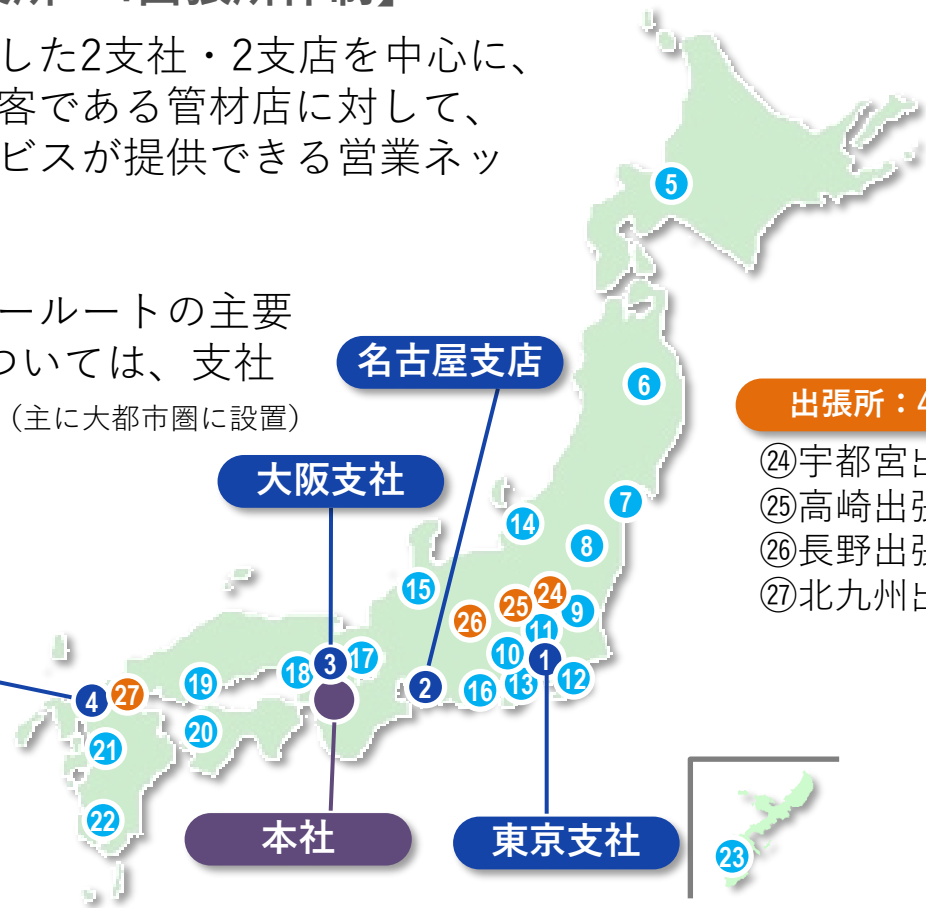 した2支社・2支店を中心に、
客である管材店に対して、
ビスが提供できる営業ネッ
ールートの主要
ついては、支社
（主に大都市圏に設置）
名古屋支店
大阪支社
出張所：4
㉔宇都宮出
㉕高崎出張
㉖長野出張
㉗北九州出
5
6
7
14
8
15
24
25
9
26
11
10
1
3
17
18
12
13
2
16
19
4
27
20
21
22
23
本社
東京支社